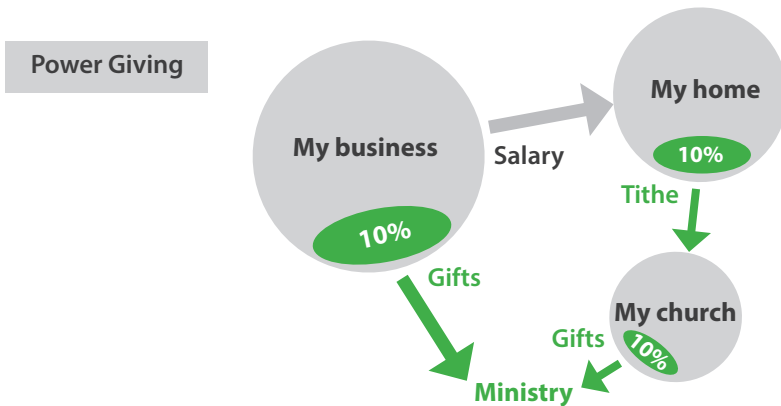 Power Giving
My business
10%
Gifts
Salary
My home
10%
Tithe
My church
10%
Gifts
Ministry